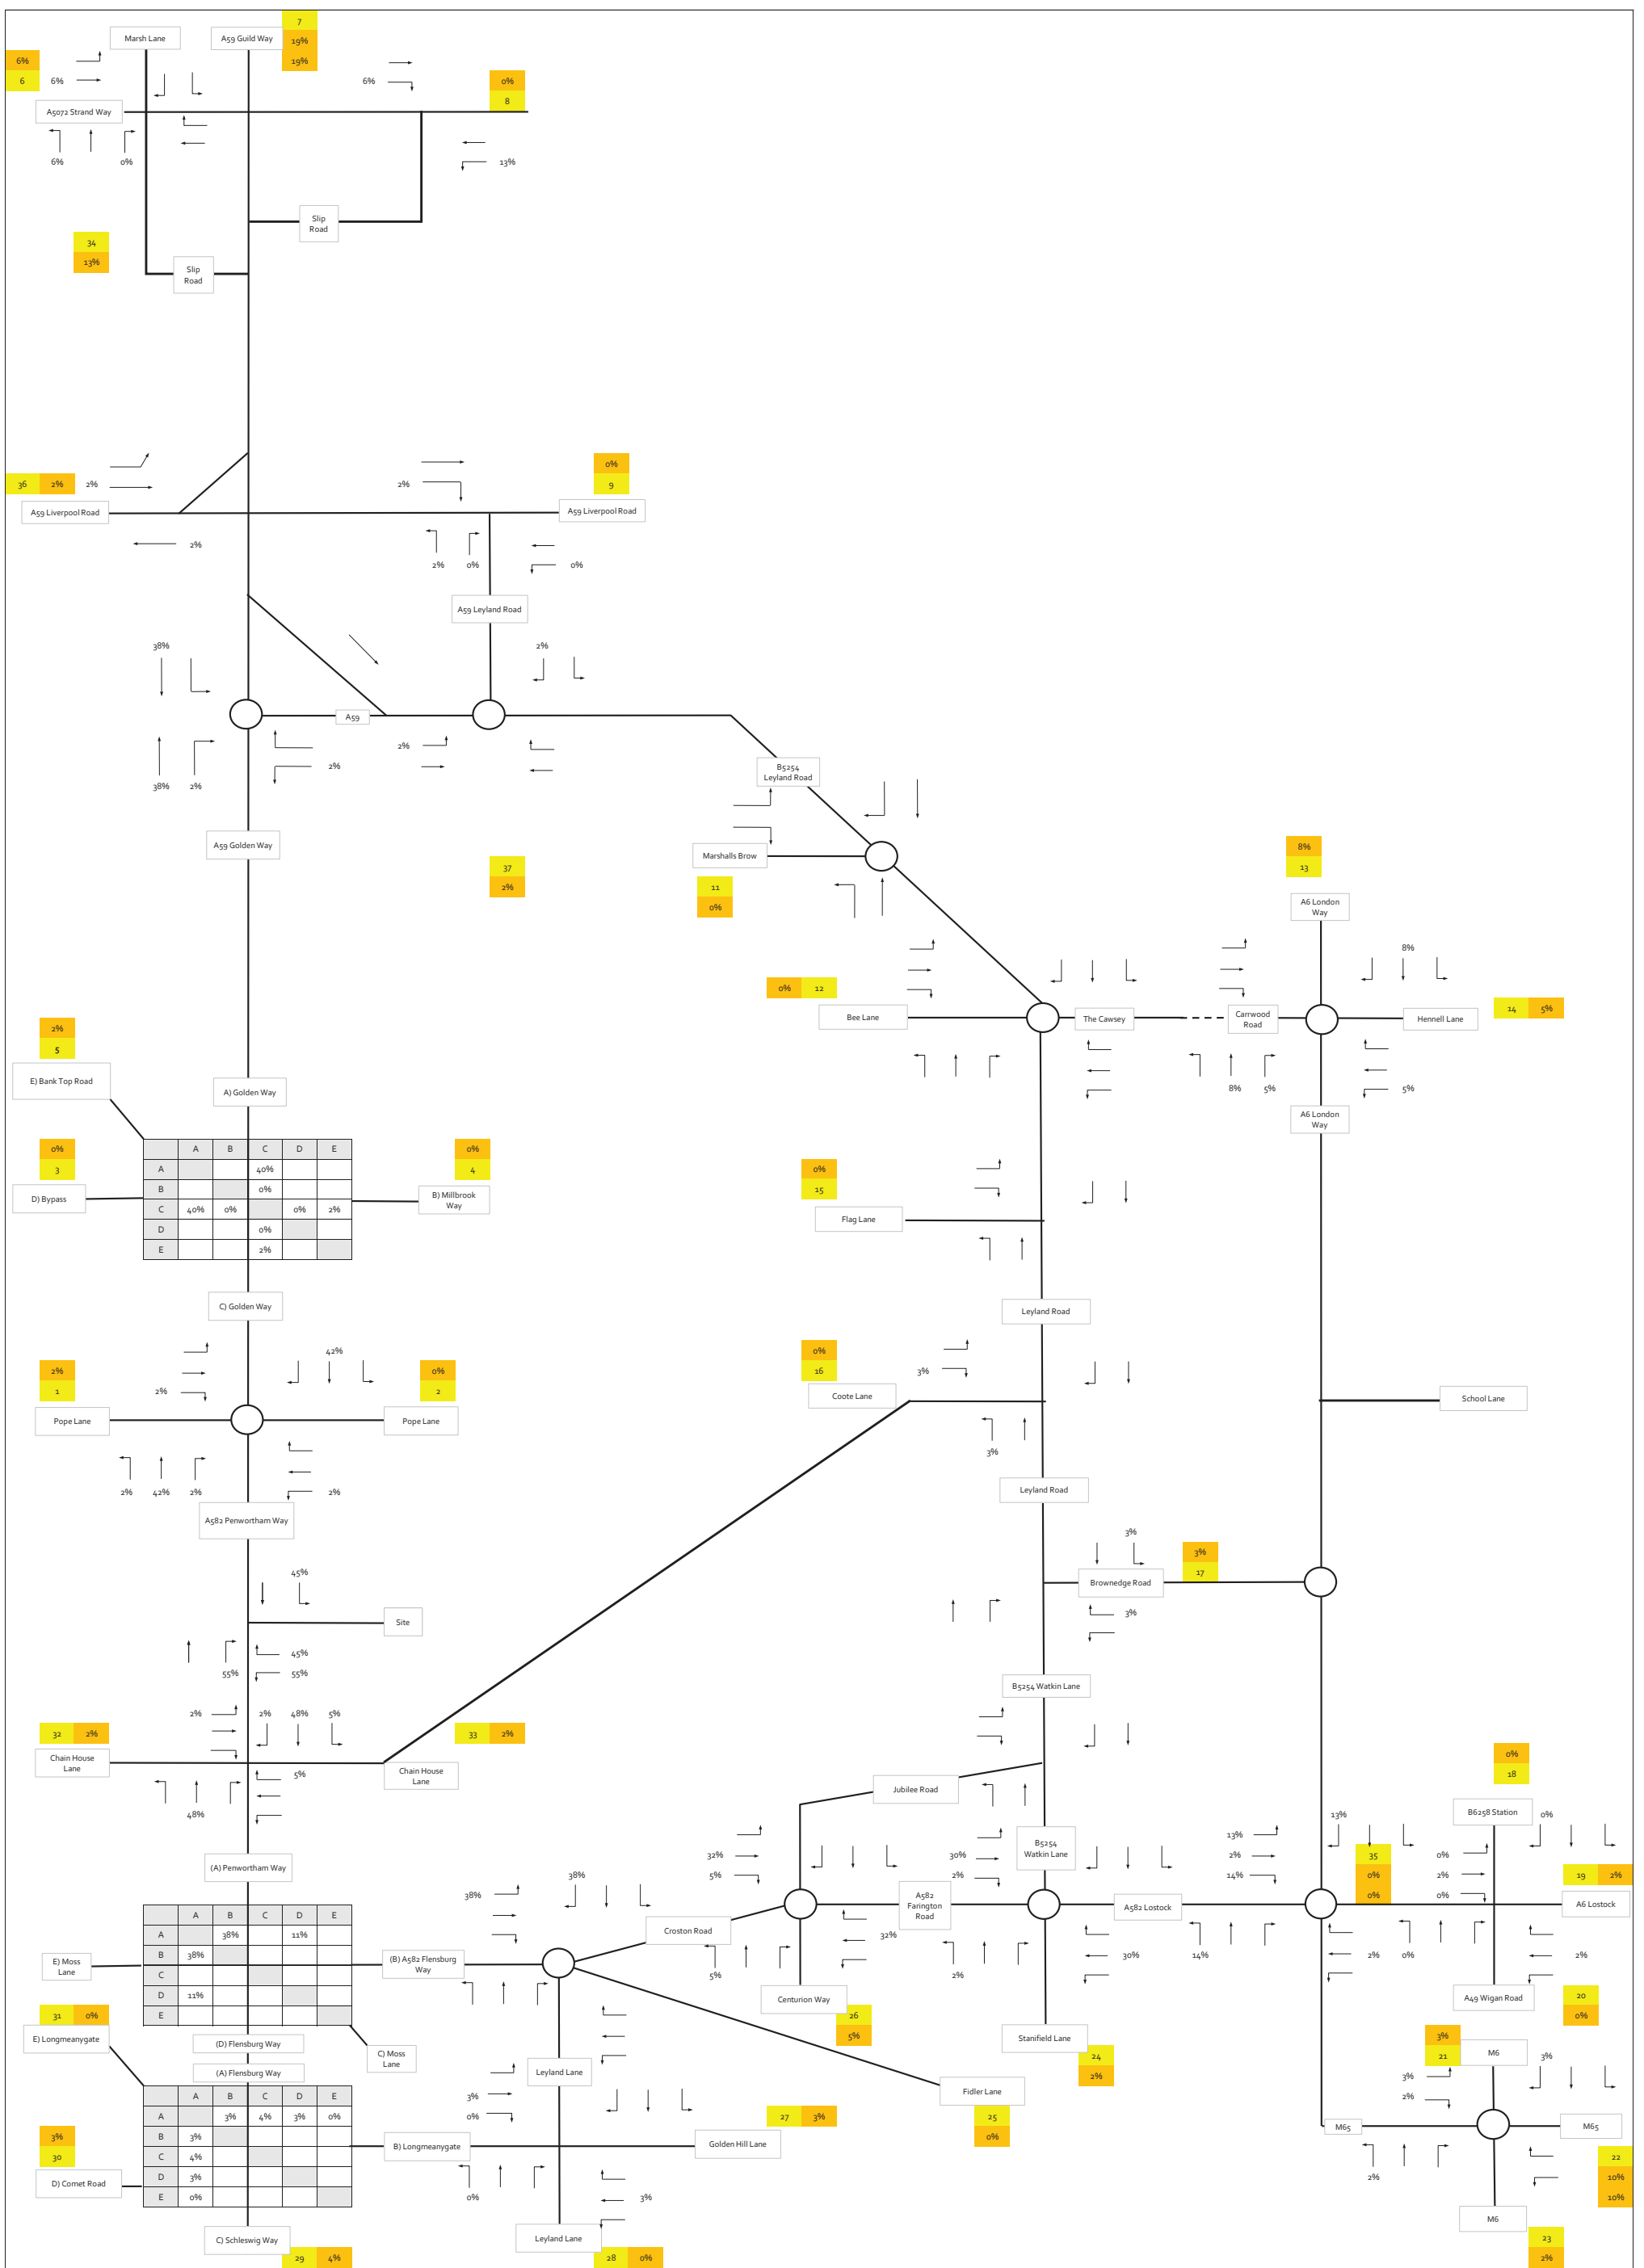 7
Marsh Lane
A59 Guild Way
19%
6%
19%
6
6%
6%
0%
8
A5072 Strand Way
6%
0%
13%
Slip
Road
34
13%
Slip
Road
0%
36
2%
2%
2%
9
A59 Liverpool Road
A59 Liverpool Road
2%
2%
0%
0%
A59 Leyland Road
38%
2%
A59
2%
2%
38%
2%
B5254
Leyland Road
A59 Golden Way
Marshalls Brow
37
2%
11
0%
8%
13
A6 London
Way
8%
0%
12
Bee Lane
The Cawsey
Carrwood
Road
Hennell Lane
14
5%
8%
5%
5%
2%
5
E) Bank Top Road
A) Golden Way
A6 London
Way
0%
3
D) Bypass
A B C D E
A 40%
B 0%
C 40% 0% 0% 2%
D 0%
E 2%
0%
4
B) Millbrook
Way
0%
15
Flag Lane
C) Golden Way
Leyland Road
2%
1
42%
0%
2
2%
Pope Lane
Pope Lane
2%
42%
2%
2%
0%
16
3%
Coote Lane
School Lane
3%
A582 Penwortham Way
Leyland Road
3%
3%
17
Brownedge Road
3%
45%
Site
45%
55%
55%
B5254 Watkin Lane
2%
2%
48%
5%
32
2%
33
2%
Chain House
Lane
Chain House
Lane
5%
48%
Jubilee Road
0%
18
B6258 Station
0%
(A) Penwortham Way
B5254
Watkin Lane
13%
13%
32%
30%
2%
35
0%
5%
2%
14%
0%
2%
19
2%
0%
0%
38%
38%
A582
Farington
Road
A582 Lostock
A6 Lostock
A B C D E
A 38% 11%
B 38%
C
D 11%
E
Croston Road
32%
E) Moss
Lane
(B) A582 Flensburg
Way
5%
2%
30%
14%
2%
0%
2%
Centurion Way
26
5%
A49 Wigan Road
20
0%
31
0%
E) Longmeanygate
(D) Flensburg Way
C) Moss
Lane
Stanifield Lane
24
2%
3%
21
M6
3%
(A) Flensburg Way
Leyland Lane
3%
2%
A B C D E
A 3% 4% 3% 0%
B 3%
C 4%
D 3%
E 0%
3%
0%
Fidler Lane
25
0%
27
3%
M65
M65
3%
30
D) Comet Road
B) Longmeanygate
Golden Hill Lane
0%
3%
2%
22
10%
10%
C) Schleswig Way
Leyland Lane
M6
29
4%
28
0%
23
2%